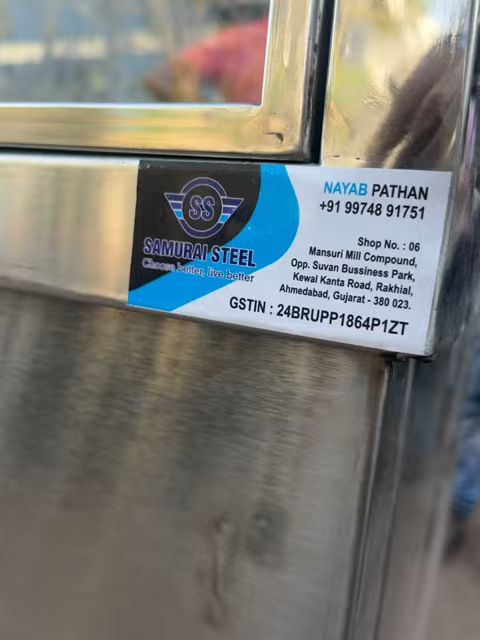 SS
SAMURAI STEEL
Choose better, live better
NAYAB PATHAN
+91 99748 91751
Shop No. : 06
Mansuri Mill Compound,
Opp. Suvan Bussiness Park,
Kewal Kanta Road, Rakhial,
Ahmedabad, Gujarat - 380 023.
GSTIN : 24BRUPP1864P1ZT